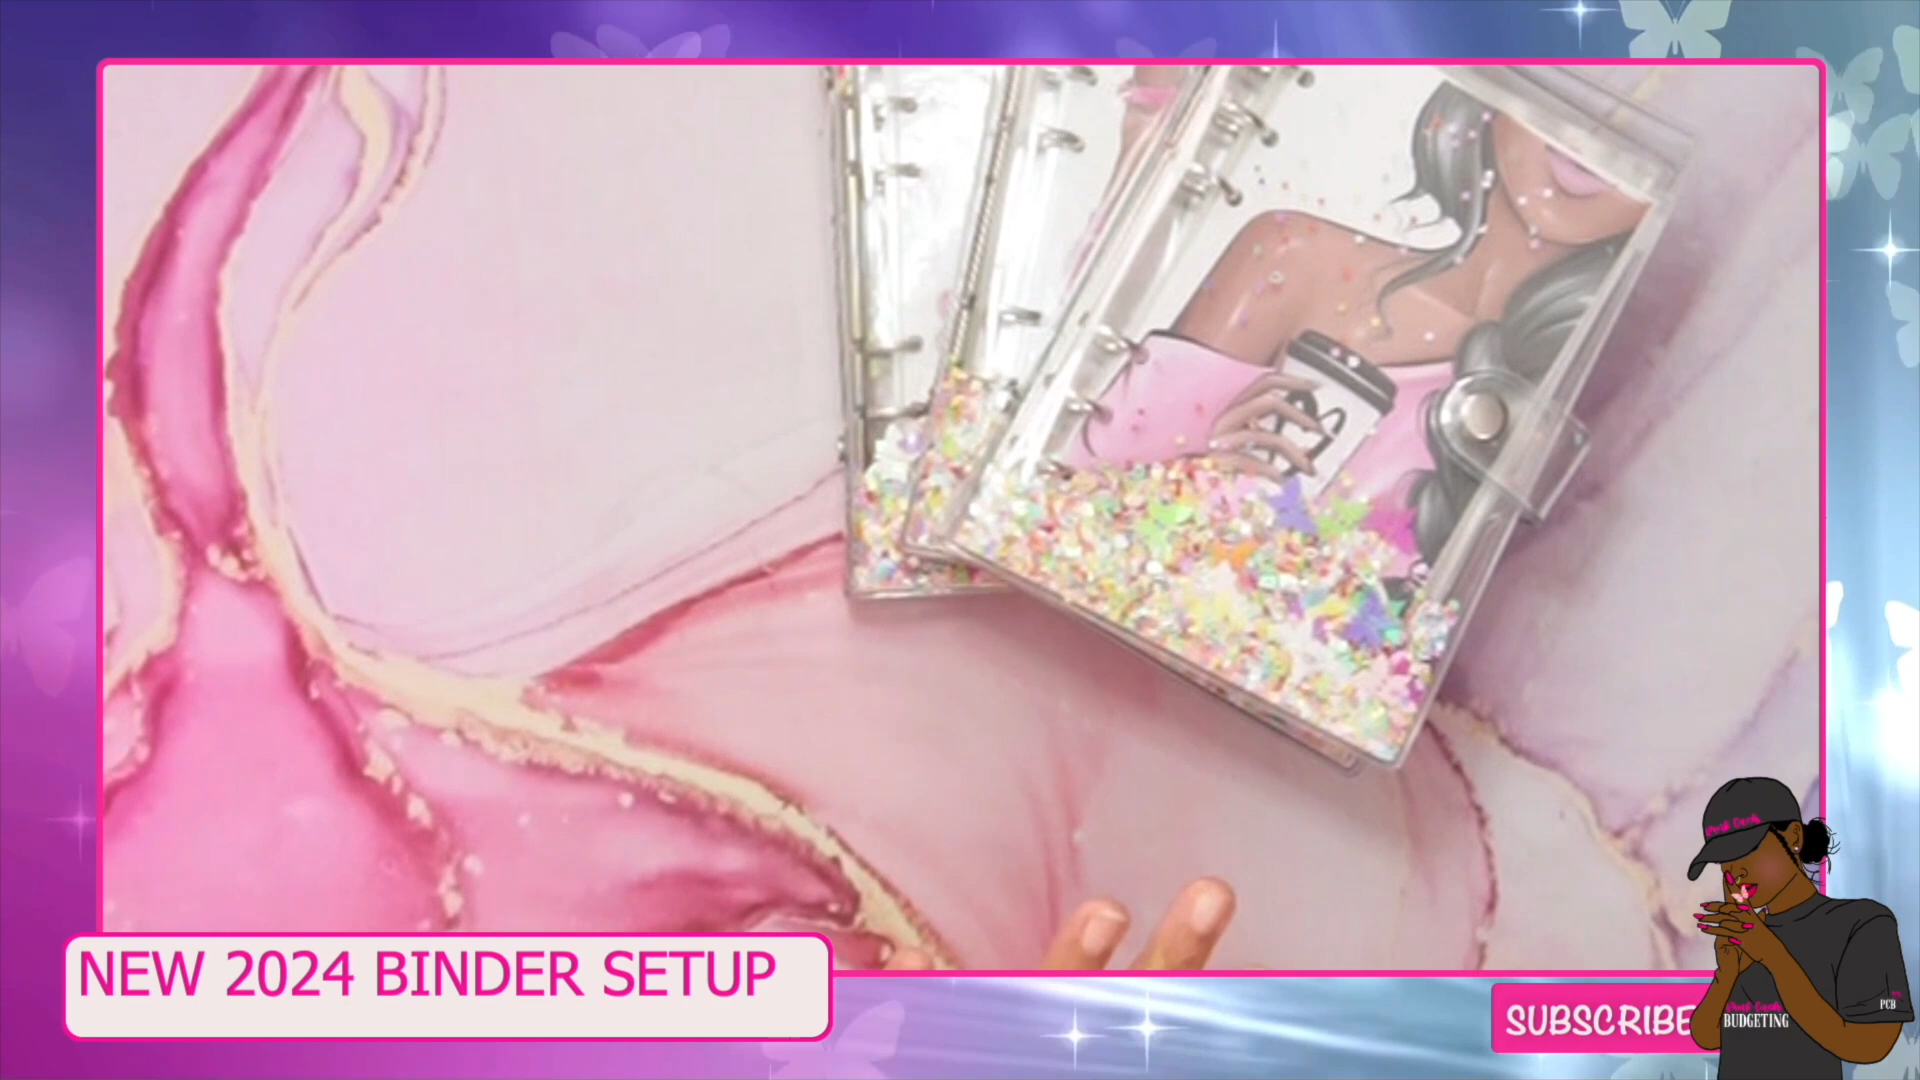 NEW 2024 BINDER SETUP
SUBSCRIBE
BUDGETING
PCB